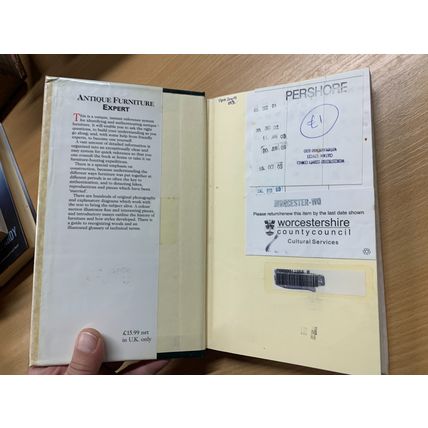 ANTIQUE FURNITURE
EXPERT
This is a unique, instant reference system
for identifying and authenticating antique
furniture. It will enable you to ask the right
questions, to build your understanding as you
go along, and, with some help from friendly
experts, to become one yourself.
A vast amount of detailed information is
organised into an exceptionally clear and
easy system for quick reference so that you
can consult the book at home or take it on
furniture-hunting expeditions.
There is a special emphasis on
construction, because understanding the
different ways furniture was put together at
different periods is so often the key to
authentication, and to detecting fakes,
reproductions and pieces which have been
'married'.
There are hundreds of original photographs
and explanatory diagrams which work with
the text to bring the subject alive. A colour
section illustrates fine and interesting pieces,
and introductory essays outline the history of
furniture and how styles developed. There is
a guide to recognizing woods and an
illustrated glossary of technical terms.
£15.99 net
in U.K. only
PERSHORE
£1
WORCESTER-WO
Please return/renew this item by the last date shown
worcestershire
countycouncil
Cultural Services